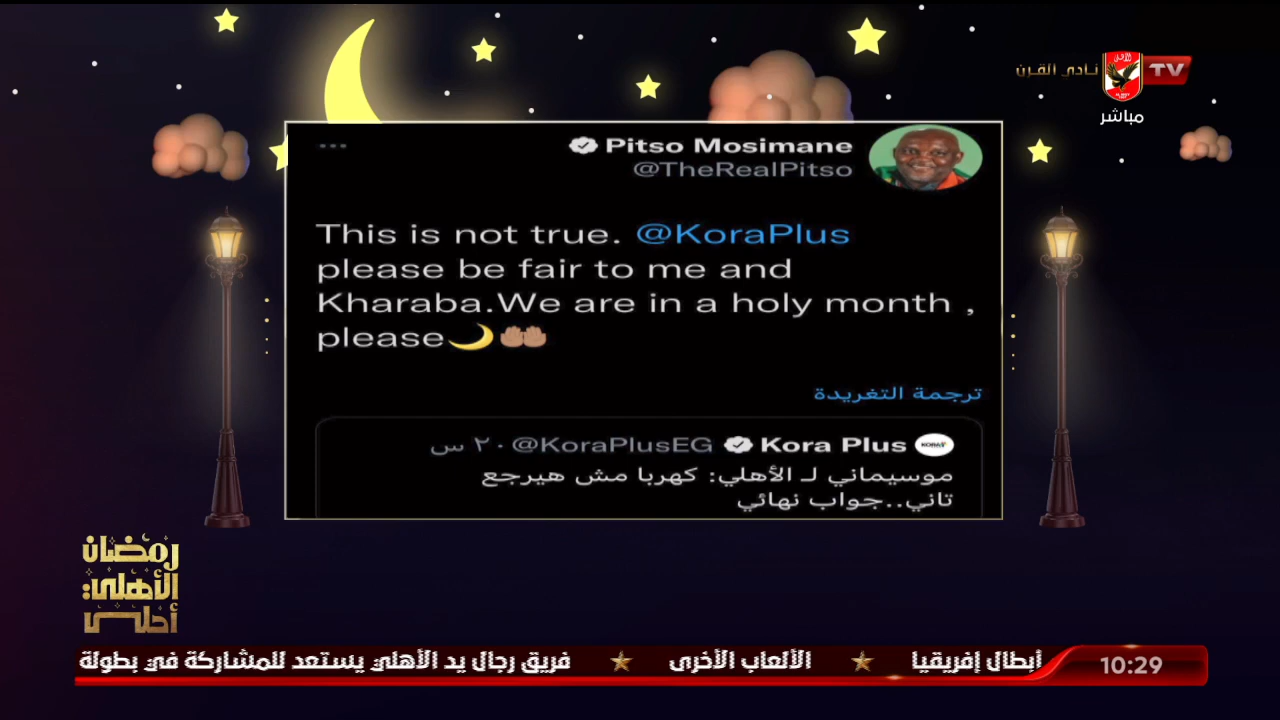 نادي القرن
TV
مباشر
Pitso Mosimane
@TheRealPitso
This is not true. @KoraPlus
please be fair to me and
Kharaba.We are in a holy month ,
please🌙🤲🏽
ترجمة التغريدة
Kora Plus @KoraPlusEG · ٢٠ س
موسيماني لـ الأهلي: كهربا مش هيرجع
تاني..جواب نهائي
رمضان
الأهلي:
أحلى
أبطال إفريقيا ★ الألعاب الأخرى ★ فريق رجال يد الأهلي يستعد للمشاركة في بطولة
10:29